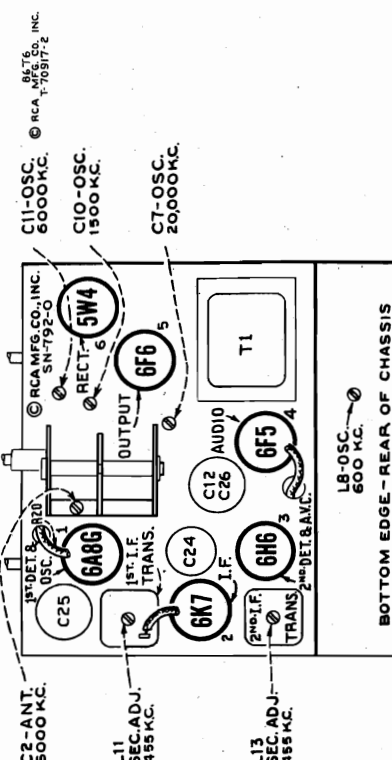 86T6
© RCA MFG. CO. INC.
T-70917-2
C11-OSC.
6000 K.C.
C10-OSC.
1500 K.C.
C7-OSC.
20,000 K.C.
© RCA MFG. CO., INC.
SN-792-0
5W4
RECT.
6
6F6
5
OUTPUT
T1
AUDIO
6F5
4
C12
C26
R20
1ST. DET. &
OSC.
1
6A8G
C25
1ST. I.F.
TRANS.
C24
6K7
I.F.
2
6H6
3
2ND. DET. & A.V.C.
2ND. I.F.
TRANS.
C2-ANT.
SEC. ADJ.
455 K.C.
SEC. ADJ.
455 K.C.
L8-OSC.
600 K.C.
BOTTOM EDGE-REAR OF CHASSIS